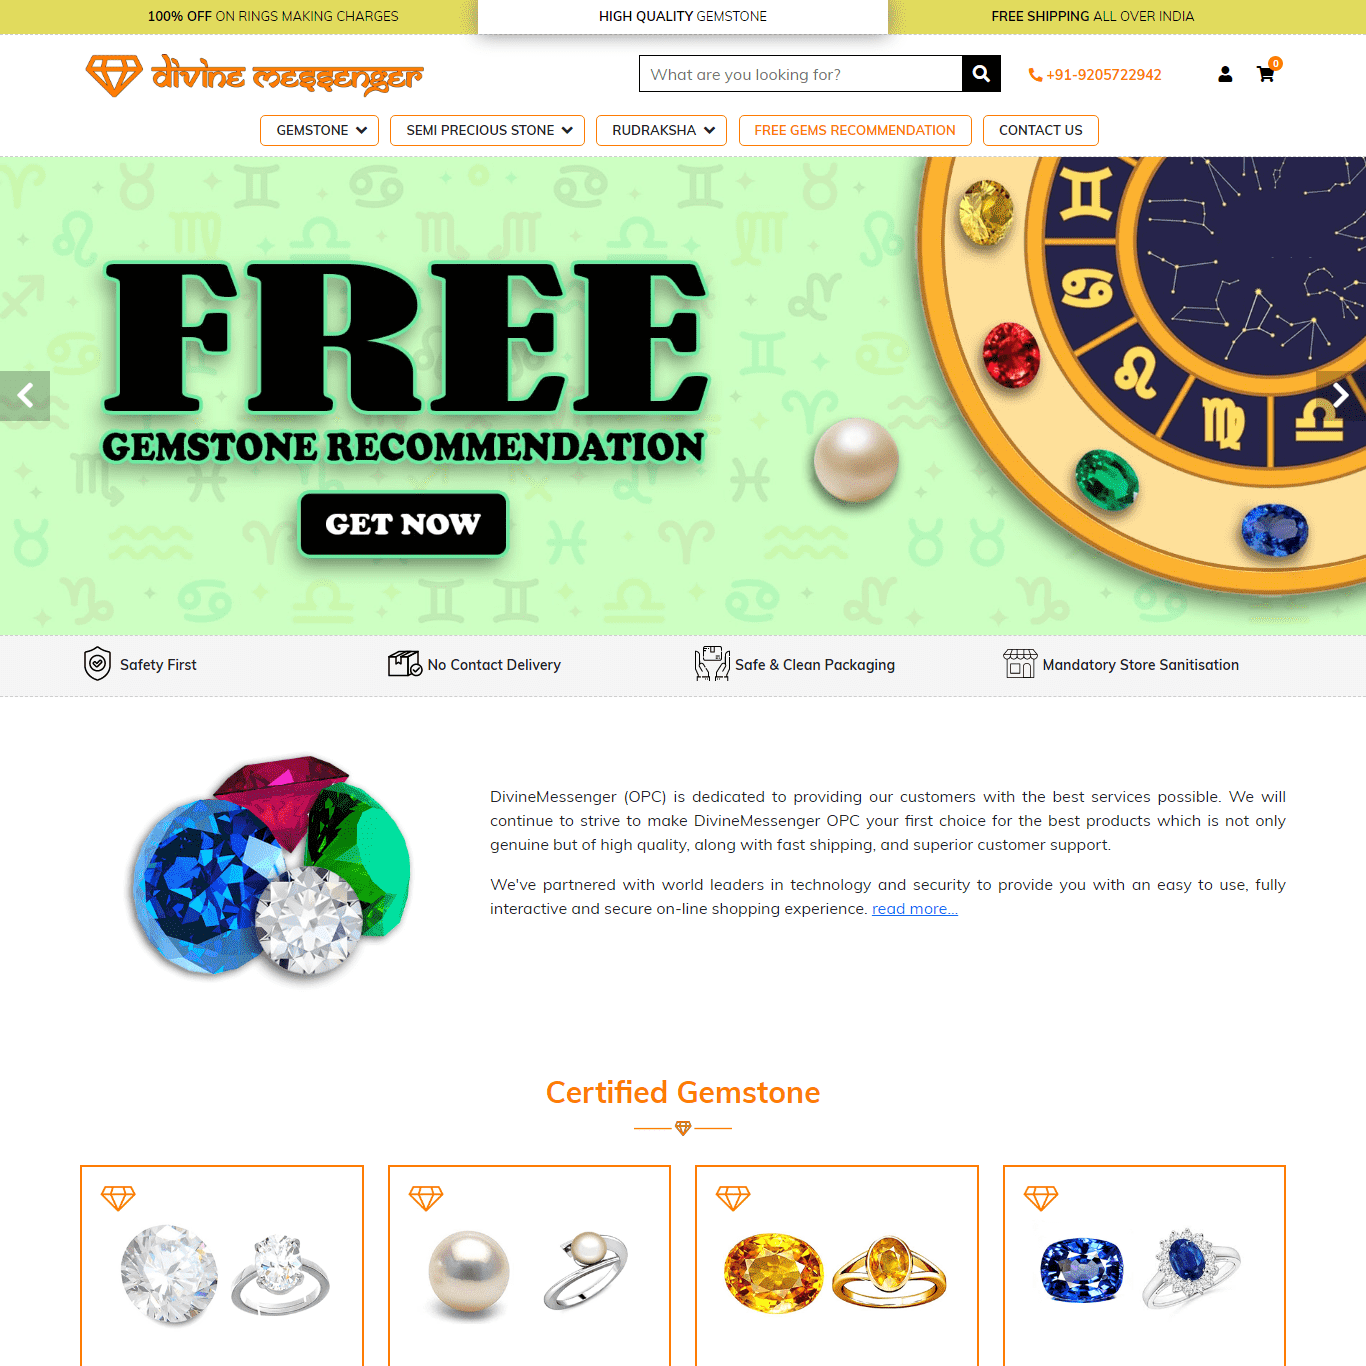 100% OFF ON RINGS MAKING CHARGES
HIGH QUALITY GEMSTONE
FREE SHIPPING ALL OVER INDIA
divine messenger
What are you looking for?
+91-9205722942
0
GEMSTONE
SEMI PRECIOUS STONE
RUDRAKSHA
FREE GEMS RECOMMENDATION
CONTACT US
FREE
GEMSTONE RECOMMENDATION
GET NOW
Safety First
No Contact Delivery
Safe & Clean Packaging
Mandatory Store Sanitisation
DivineMessenger (OPC) is dedicated to providing our customers with the best services possible. We will
continue to strive to make DivineMessenger OPC your first choice for the best products which is not only
genuine but of high quality, along with fast shipping, and superior customer support.
We've partnered with world leaders in technology and security to provide you with an easy to use, fully
interactive and secure on-line shopping experience. read more...
Certified Gemstone